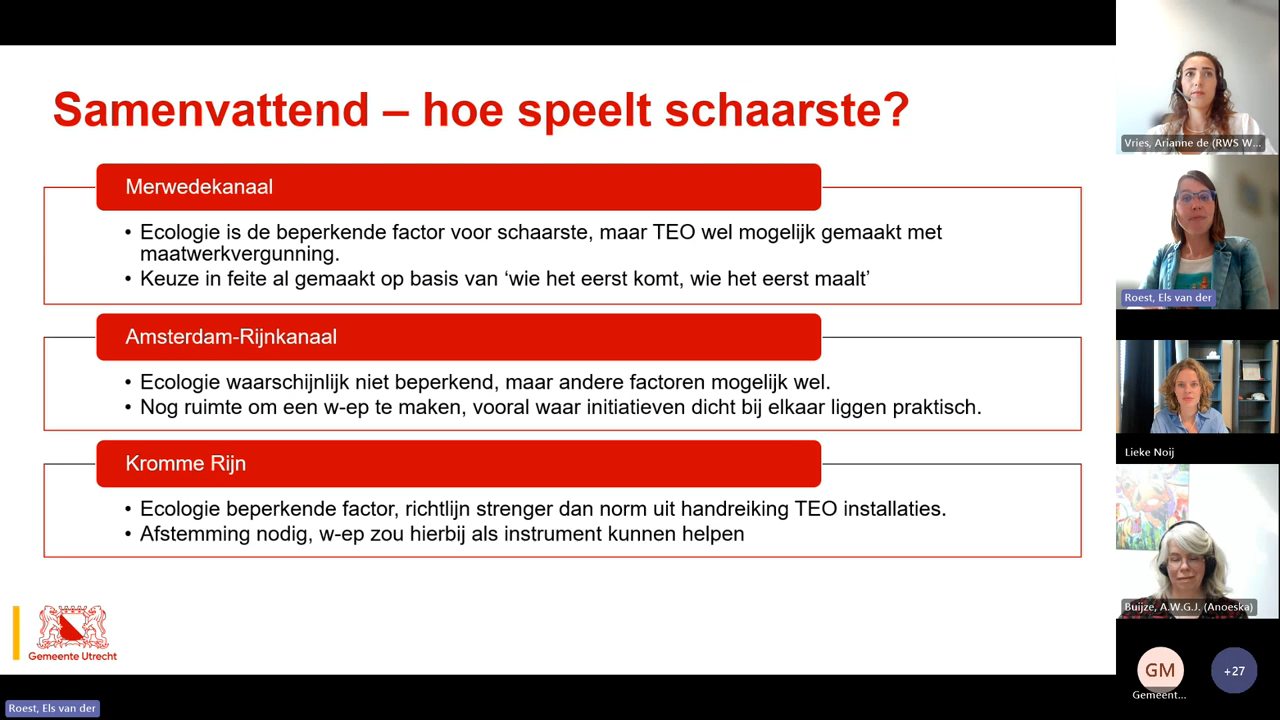 Samenvattend – hoe speelt schaarste?
Merwedekanaal
• Ecologie is de beperkende factor voor schaarste, maar TEO wel mogelijk gemaakt met
maatwerkvergunning.
• Keuze in feite al gemaakt op basis van ‘wie het eerst komt, wie het eerst maalt’
Amsterdam-Rijnkanaal
• Ecologie waarschijnlijk niet beperkend, maar andere factoren mogelijk wel.
• Nog ruimte om een w-ep te maken, vooral waar initiatieven dicht bij elkaar liggen praktisch.
Kromme Rijn
• Ecologie beperkende factor, richtlijn strenger dan norm uit handreiking TEO installaties.
• Afstemming nodig, w-ep zou hierbij als instrument kunnen helpen
Gemeente Utrecht
Roest, Els van der
Vries, Arianne de (RWS W...
Roest, Els van der
Lieke Noij
Buijze, A.W.G.J. (Anoeska)
GM
Gemeent...
+27